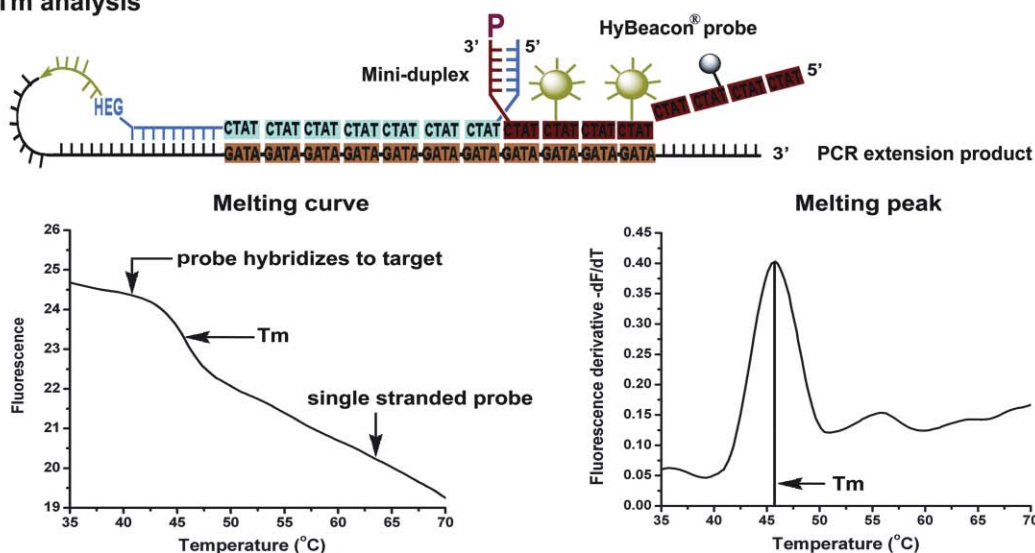 Tm analysis
HyBeacon® probe
P
3' 5'
Mini-duplex
5'
CTAT CTAT CTAT CTAT
HEG
CTAT CTAT CTAT CTAT CTAT CTAT CTAT CTAT CTAT CTAT CTAT
GATA GATA GATA GATA GATA GATA GATA GATA GATA GATA GATA
3' PCR extension product
Melting curve
26
25
24
23
22
21
20
19
Fluorescence
probe hybridizes to target
Tm
single stranded probe
35 40 45 50 55 60 65 70
Temperature (°C)
Melting peak
0.45
0.40
0.35
0.30
0.25
0.20
0.15
0.10
0.05
0.00
Fluorescence derivative -dF/dT
Tm
35 40 45 50 55 60 65 70
Temperature (°C)